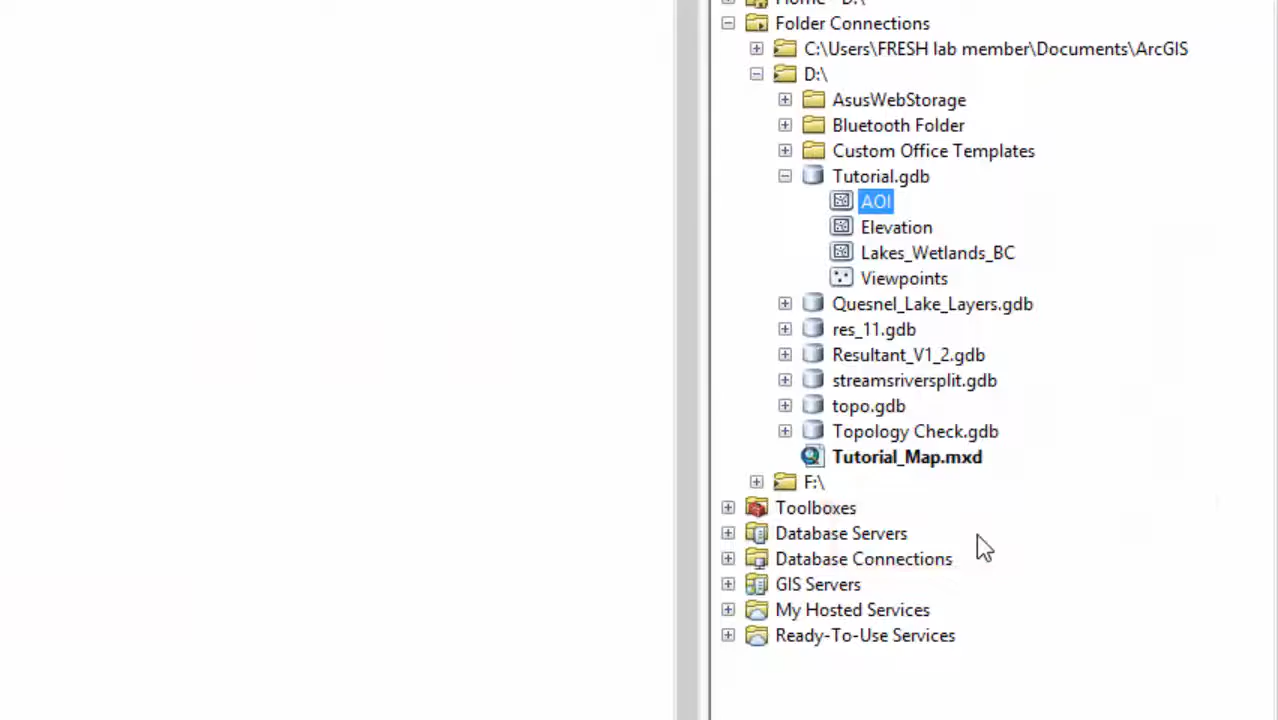 Home - D:\
Folder Connections
C:\Users\FRESH lab member\Documents\ArcGIS
D:\
AsusWebStorage
Bluetooth Folder
Custom Office Templates
Tutorial.gdb
AOI
Elevation
Lakes_Wetlands_BC
Viewpoints
Quesnel_Lake_Layers.gdb
res_11.gdb
Resultant_V1_2.gdb
streamsriversplit.gdb
topo.gdb
Topology Check.gdb
Tutorial_Map.mxd
F:\
Toolboxes
Database Servers
Database Connections
GIS Servers
My Hosted Services
Ready-To-Use Services